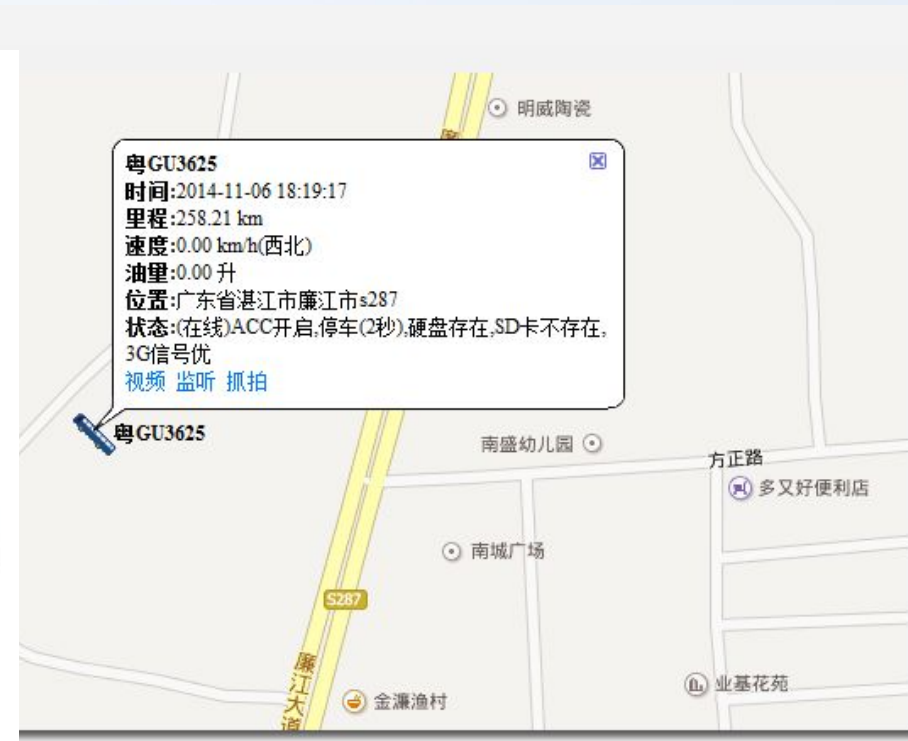 明威陶瓷
粤GU3625
时间:2014-11-06 18:19:17
里程:258.21 km
速度:0.00 km/h(西北)
油量:0.00 升
位置:广东省湛江市廉江市s287
状态:(在线)ACC开启,停车(2秒),硬盘存在,SD卡不存在,
3G信号优
视频 监听 抓拍
粤GU3625
南盛幼儿园
方正路
多又好便利店
南城广场
S287
廉江大道
业基花苑
金濂渔村